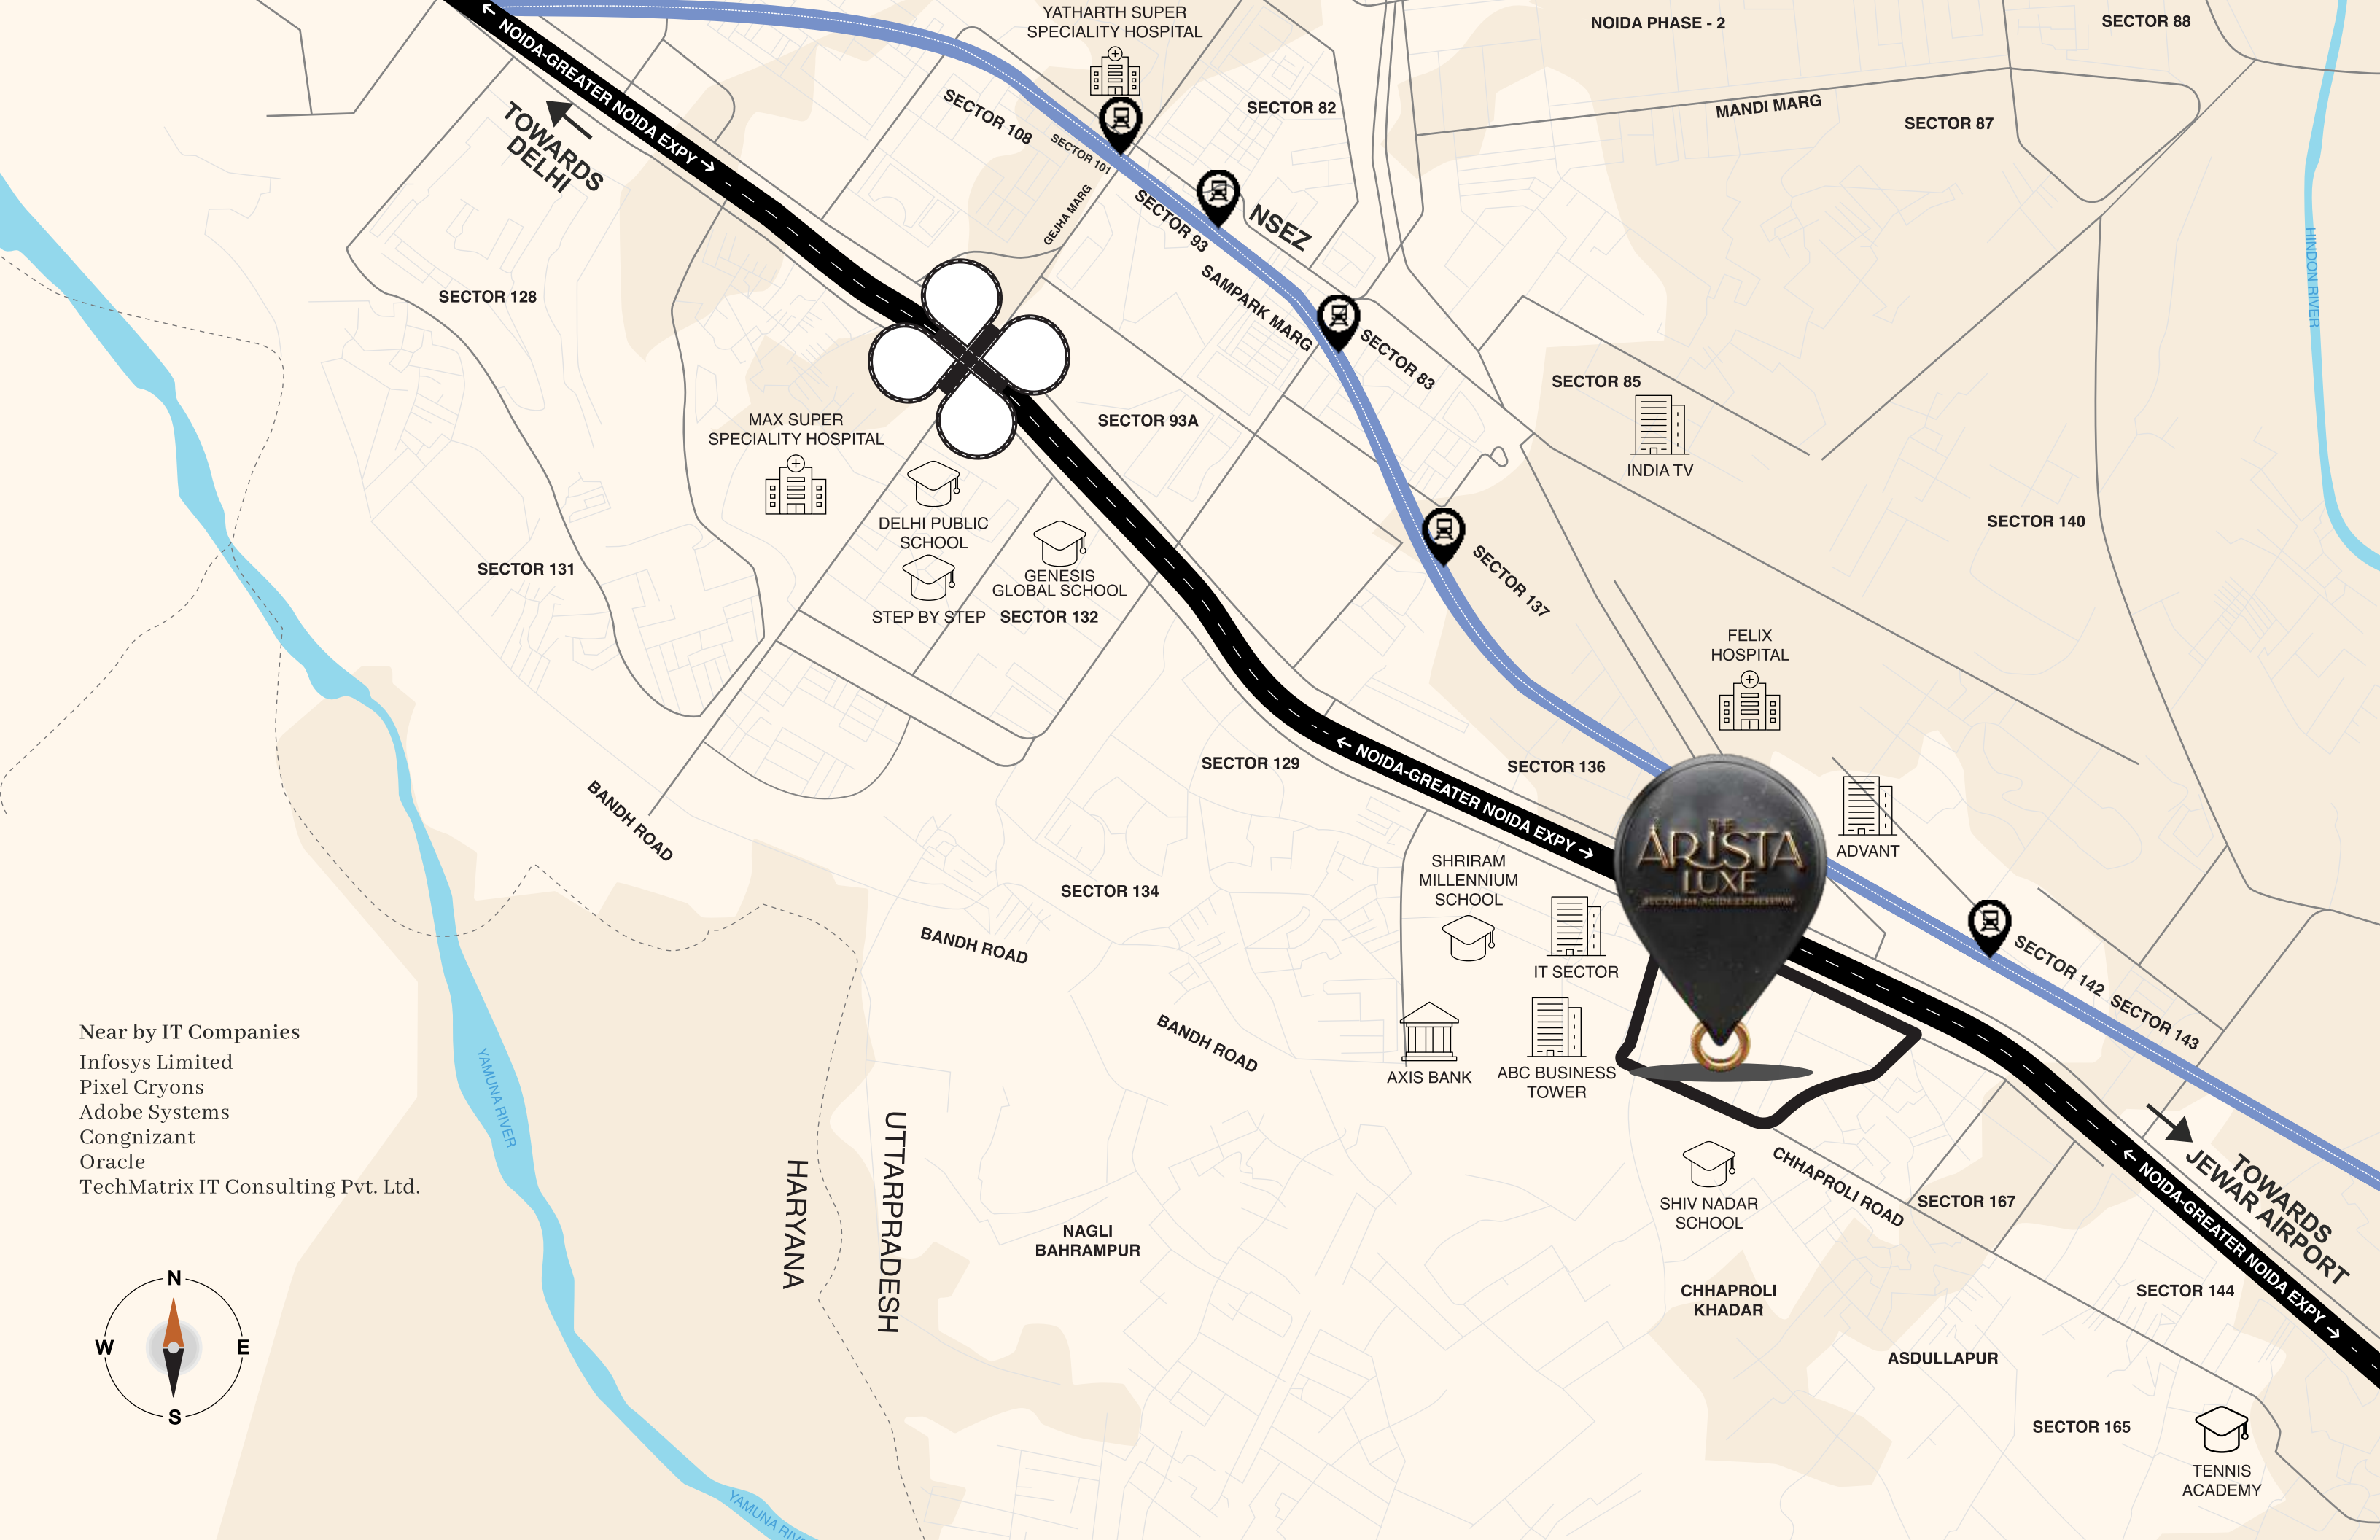 YATHARTH SUPER
SPECIALITY HOSPITAL
NOIDA PHASE - 2
SECTOR 88
← NOIDA-GREATER NOIDA EXPY →
TOWARDS
DELHI
SECTOR 108
SECTOR 101
SECTOR 82
MANDI MARG
SECTOR 87
GEJHA MARG
SECTOR 93
NSEZ
HINDON RIVER
SAMPARK MARG
SECTOR 128
SECTOR 83
SECTOR 85
INDIA TV
MAX SUPER
SPECIALITY HOSPITAL
SECTOR 93A
DELHI PUBLIC
SCHOOL
GENESIS
GLOBAL SCHOOL
STEP BY STEP
SECTOR 132
SECTOR 131
SECTOR 140
SECTOR 137
FELIX
HOSPITAL
SECTOR 129
← NOIDA-GREATER NOIDA EXPY →
SECTOR 136
BANDH ROAD
THE
ARISTA
LUXE
NOIDA EXPRESSWAY
ADVANT
SHRIRAM
MILLENNIUM
SCHOOL
SECTOR 134
BANDH ROAD
IT SECTOR
SECTOR 142
SECTOR 143
BANDH ROAD
AXIS BANK
ABC BUSINESS
TOWER
Near by IT Companies
Infosys Limited
Pixel Cryons
Adobe Systems
Congnizant
Oracle
TechMatrix IT Consulting Pvt. Ltd.
YAMUNA RIVER
HARYANA
UTTARPRADESH
SHIV NADAR
SCHOOL
CHHAPROLI ROAD
SECTOR 167
TOWARDS
JEWAR AIRPORT
← NOIDA-GREATER NOIDA EXPY →
NAGLI
BAHRAMPUR
CHHAPROLI
KHADAR
SECTOR 144
N
W
E
S
ASDULLAPUR
SECTOR 165
TENNIS
ACADEMY
YAMUNA RIVE